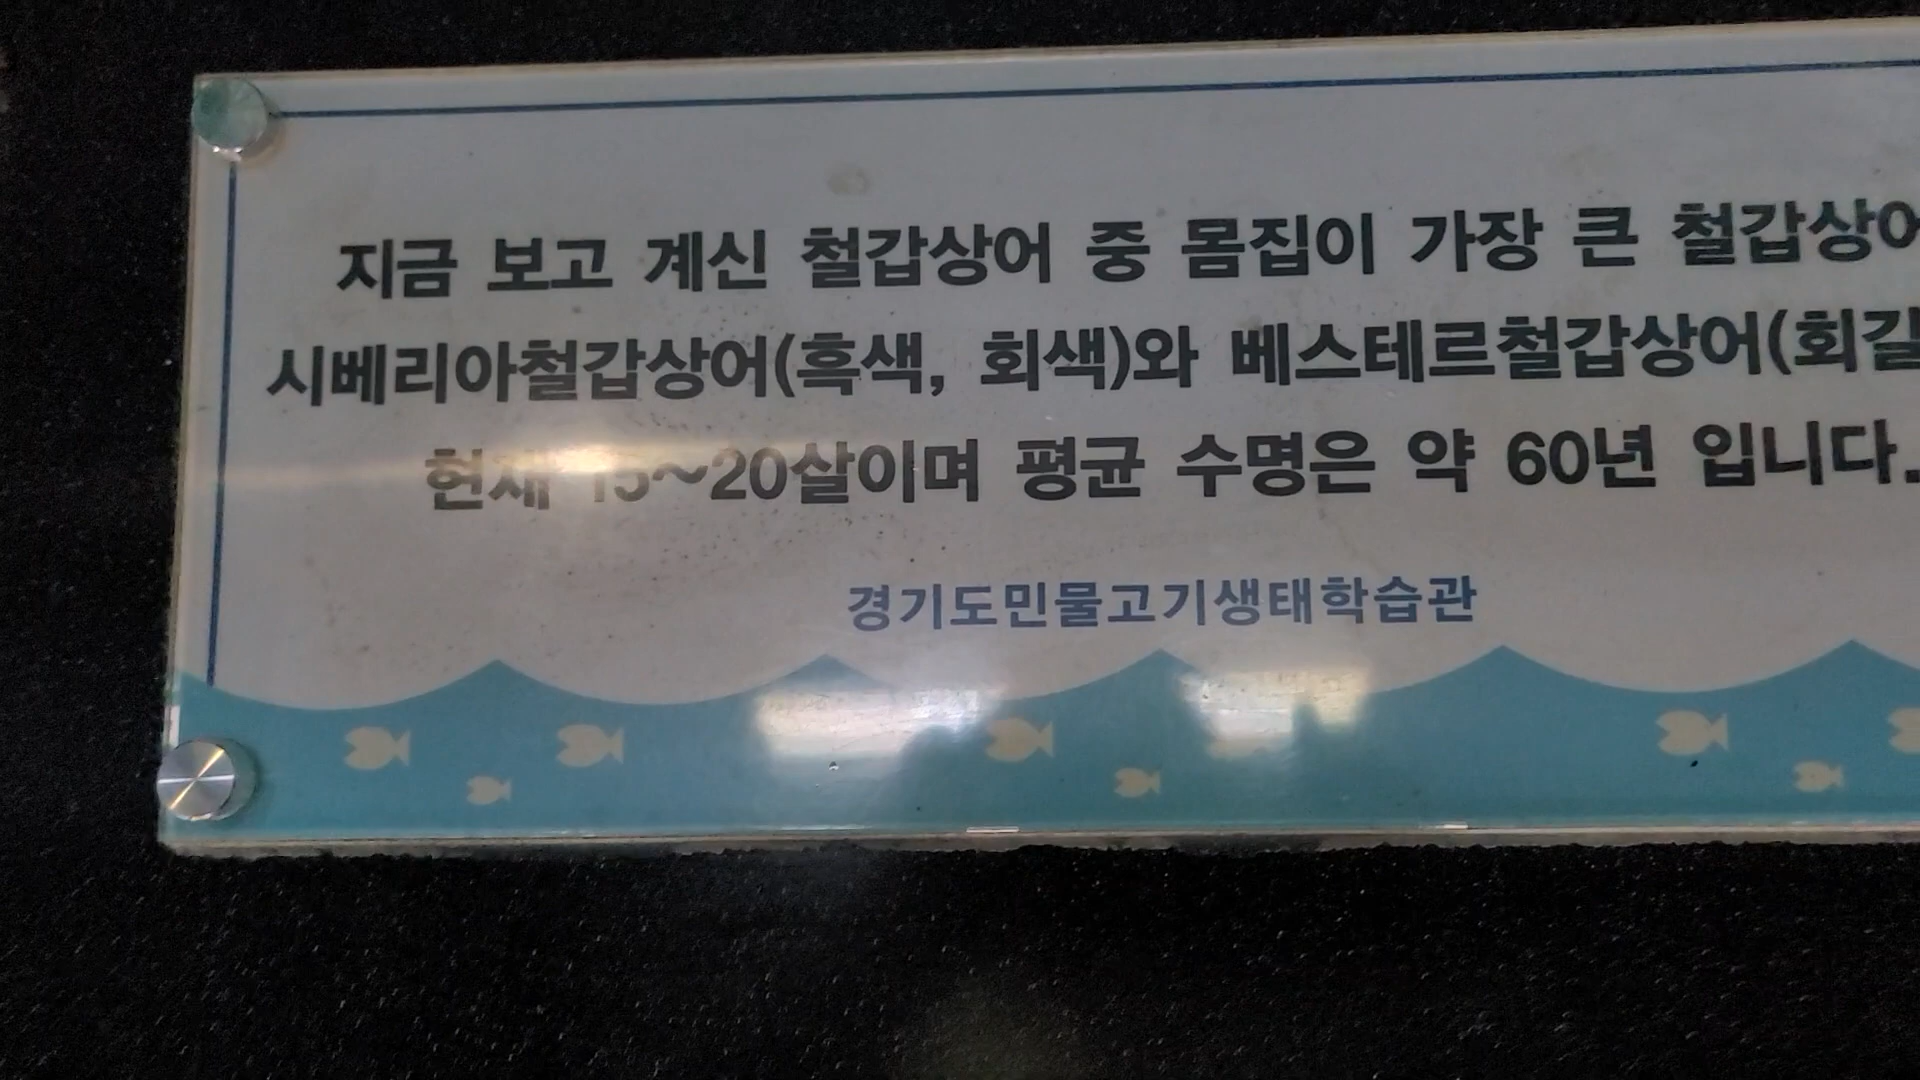 지금 보고 계신 철갑상어 중 몸집이 가장 큰 철갑상어
시베리아철갑상어(흑색, 회색)와 베스테르철갑상어(회갈
현재 15~20살이며 평균 수명은 약 60년 입니다.
경기도민물고기생태학습관